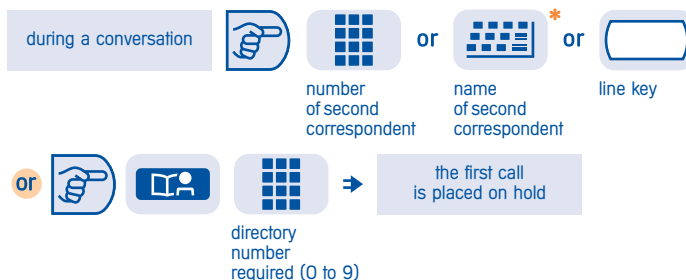 during a conversation
or
*
or
number
of second
correspondent
name
of second
correspondent
line key
or
the first call
is placed on hold
directory
number
required (0 to 9)